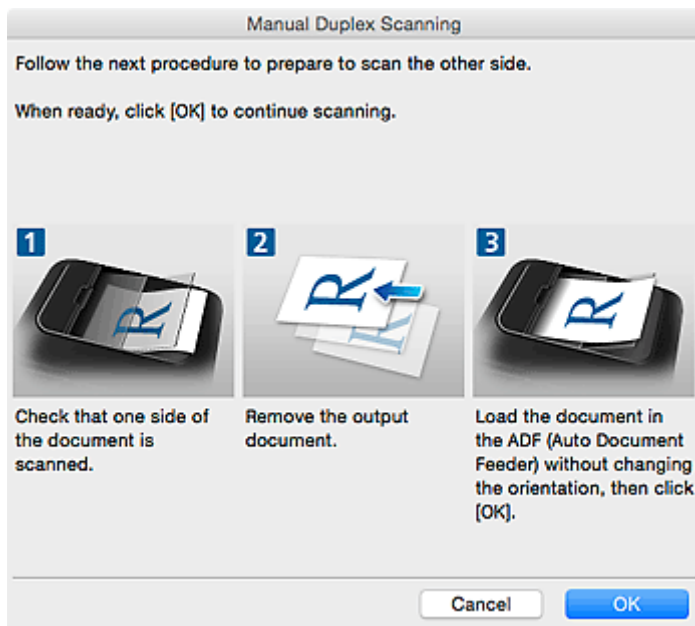 Manual Duplex Scanning
Follow the next procedure to prepare to scan the other side.
When ready, click [OK] to continue scanning.
1
R
2
R
R
3
R
Check that one side of
the document is
scanned.
Remove the output
document.
Load the document in
the ADF (Auto Document
Feeder) without changing
the orientation, then click
[OK].
Cancel
OK